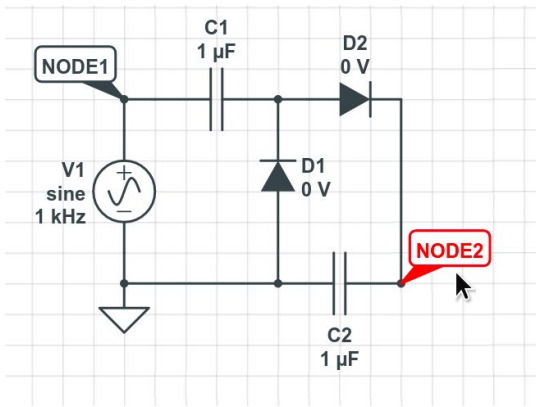 C1
1 µF
D2
0 V
NODE1
V1
sine
1 kHz
+
−
D1
0 V
NODE2
C2
1 µF